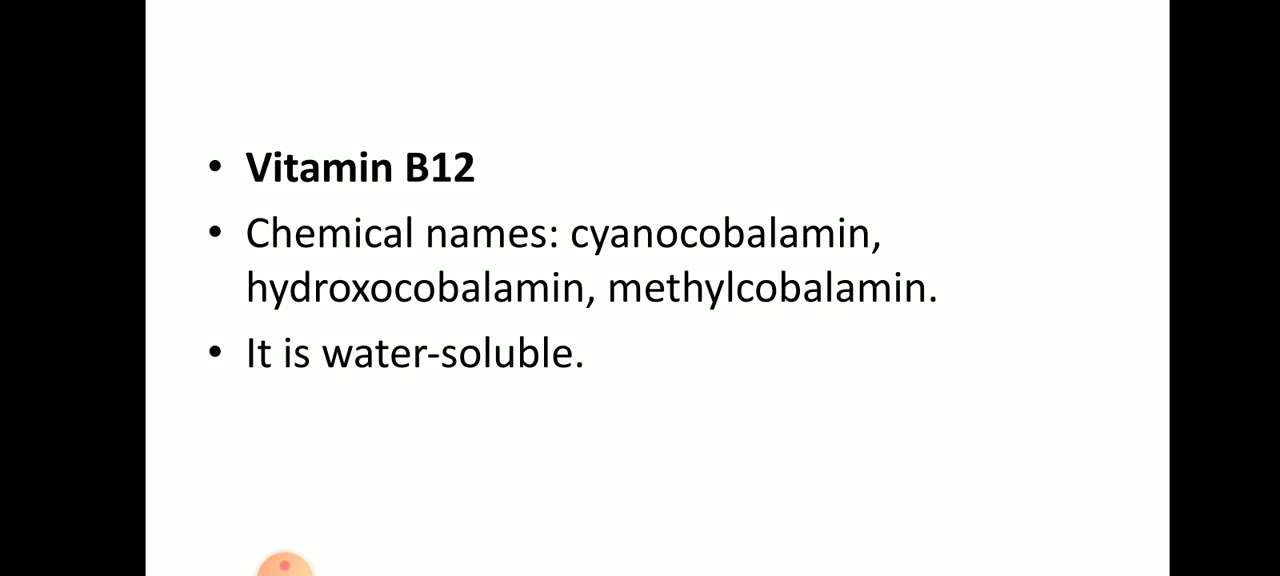 • Vitamin B12
• Chemical names: cyanocobalamin,
hydroxocobalamin, methylcobalamin.
• It is water-soluble.